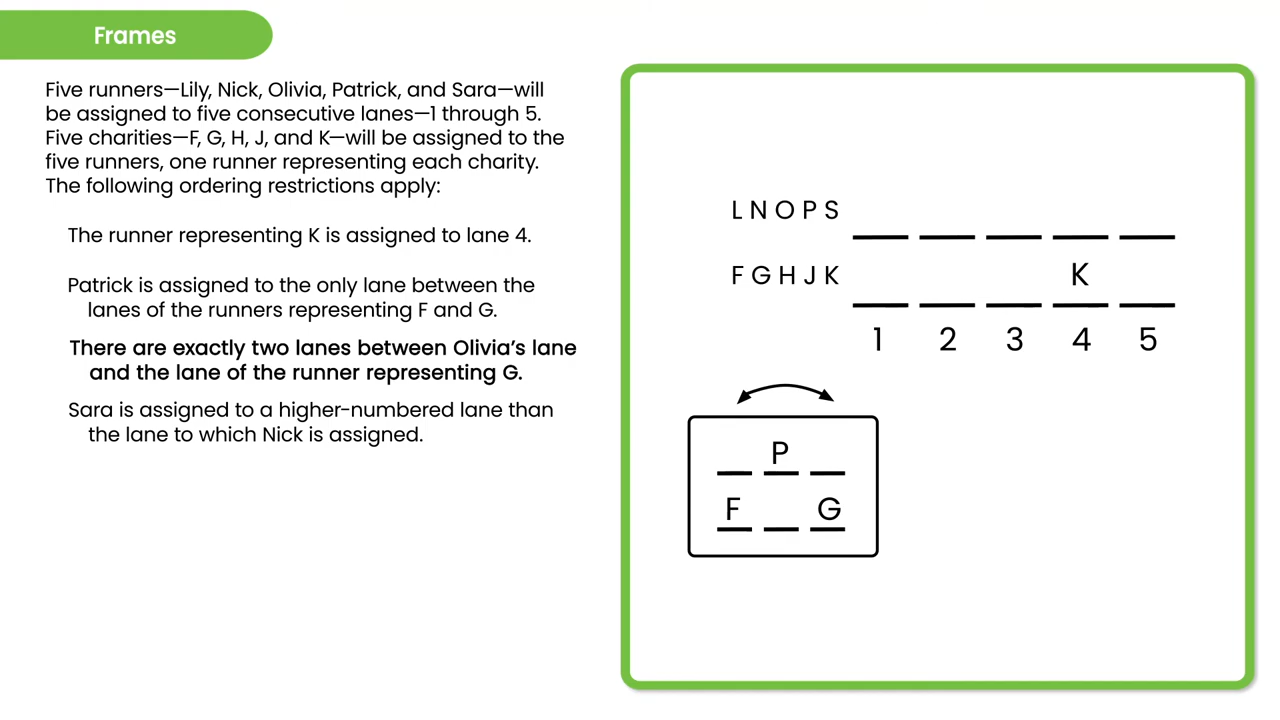 Frames
Five runners—Lily, Nick, Olivia, Patrick, and Sara—will
be assigned to five consecutive lanes—1 through 5.
Five charities—F, G, H, J, and K—will be assigned to the
five runners, one runner representing each charity.
The following ordering restrictions apply:
The runner representing K is assigned to lane 4.
Patrick is assigned to the only lane between the
lanes of the runners representing F and G.
There are exactly two lanes between Olivia's lane
and the lane of the runner representing G.
Sara is assigned to a higher-numbered lane than
the lane to which Nick is assigned.
L N O P S
F G H J K K
1 2 3 4 5
P
F G